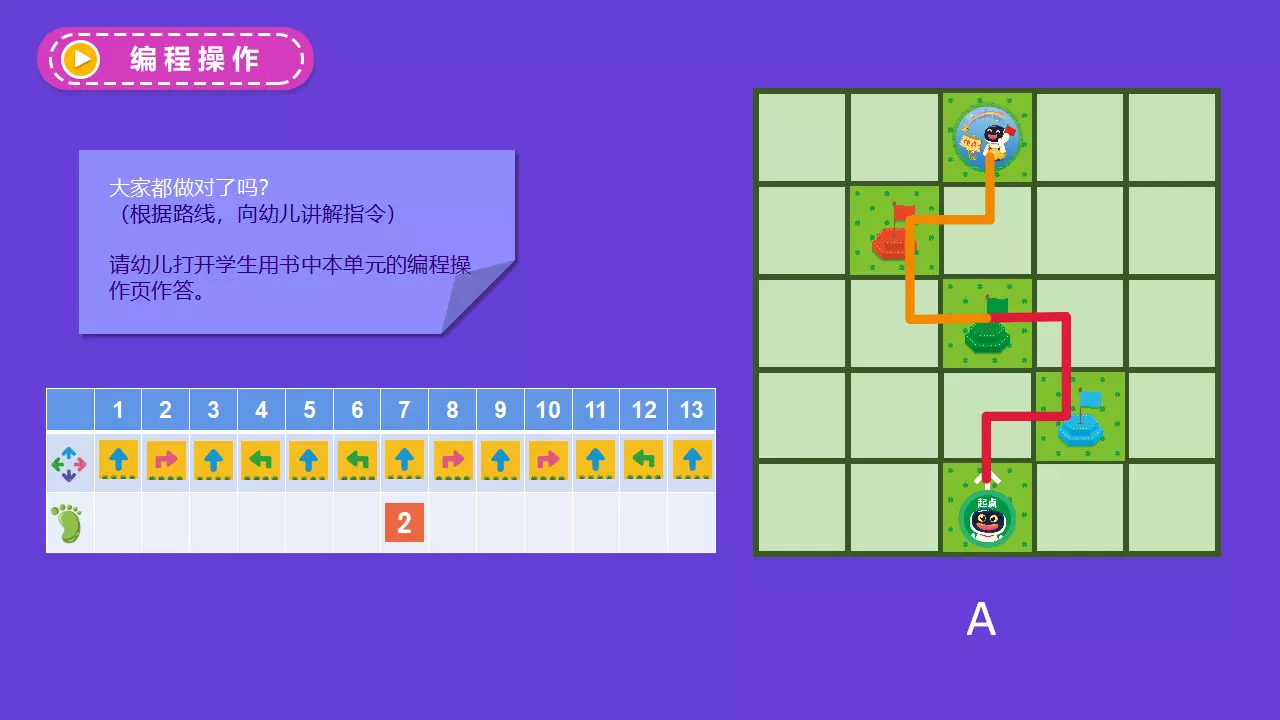 编程操作
大家都做对了吗？
（根据路线，向幼儿讲解指令）
请幼儿打开学生用书中本单元的编程操
作页作答。
1 2 3 4 5 6 7 8 9 10 11 12 13
2
起点
A